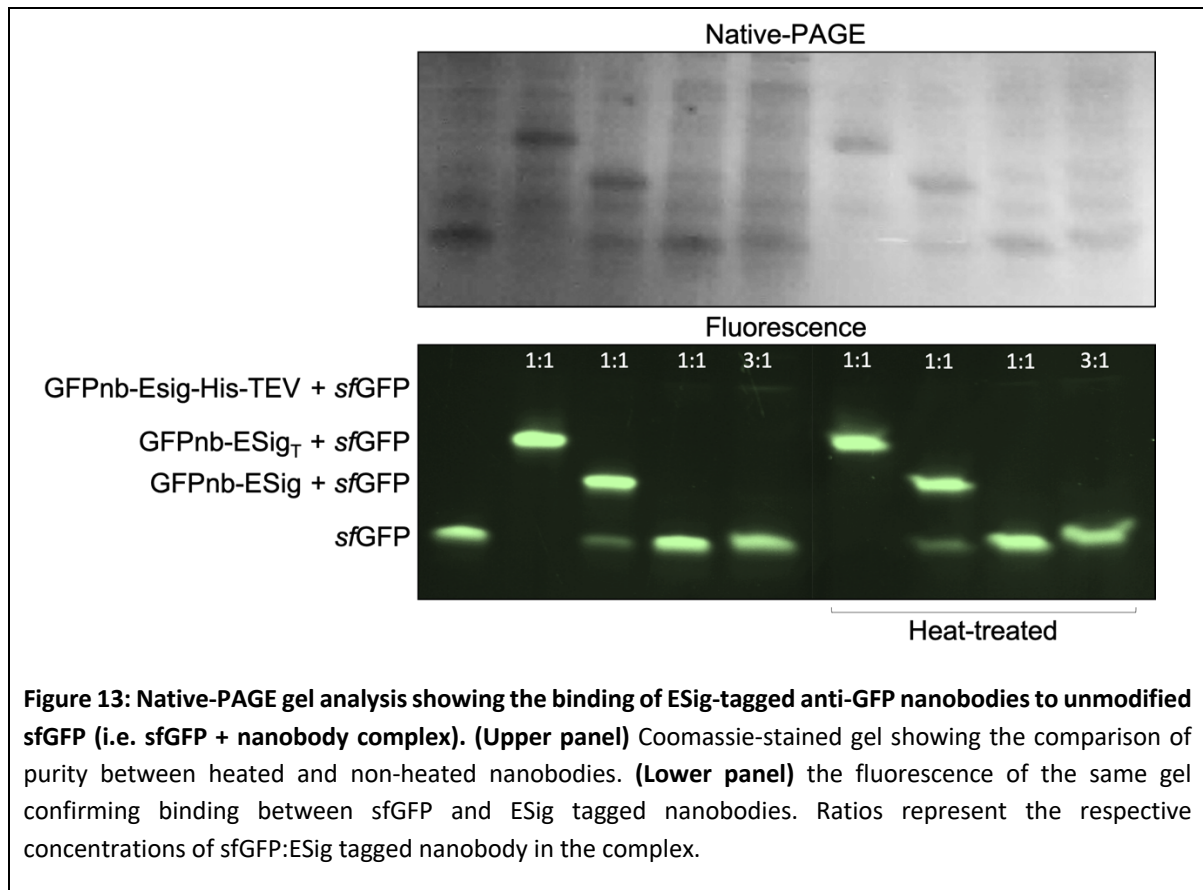 Native-PAGE
Fluorescence
1:1 1:1 1:1 3:1 1:1 1:1 1:1 3:1
GFPnb-Esig-His-TEV + sfGFP
GFPnb-ESigT + sfGFP
GFPnb-ESig + sfGFP
sfGFP
Heat-treated
Figure 13: Native-PAGE gel analysis showing the binding of ESig-tagged anti-GFP nanobodies to unmodified
sfGFP (i.e. sfGFP + nanobody complex). (Upper panel) Coomassie-stained gel showing the comparison of
purity between heated and non-heated nanobodies. (Lower panel) the fluorescence of the same gel
confirming binding between sfGFP and ESig tagged nanobodies. Ratios represent the respective
concentrations of sfGFP:ESig tagged nanobody in the complex.